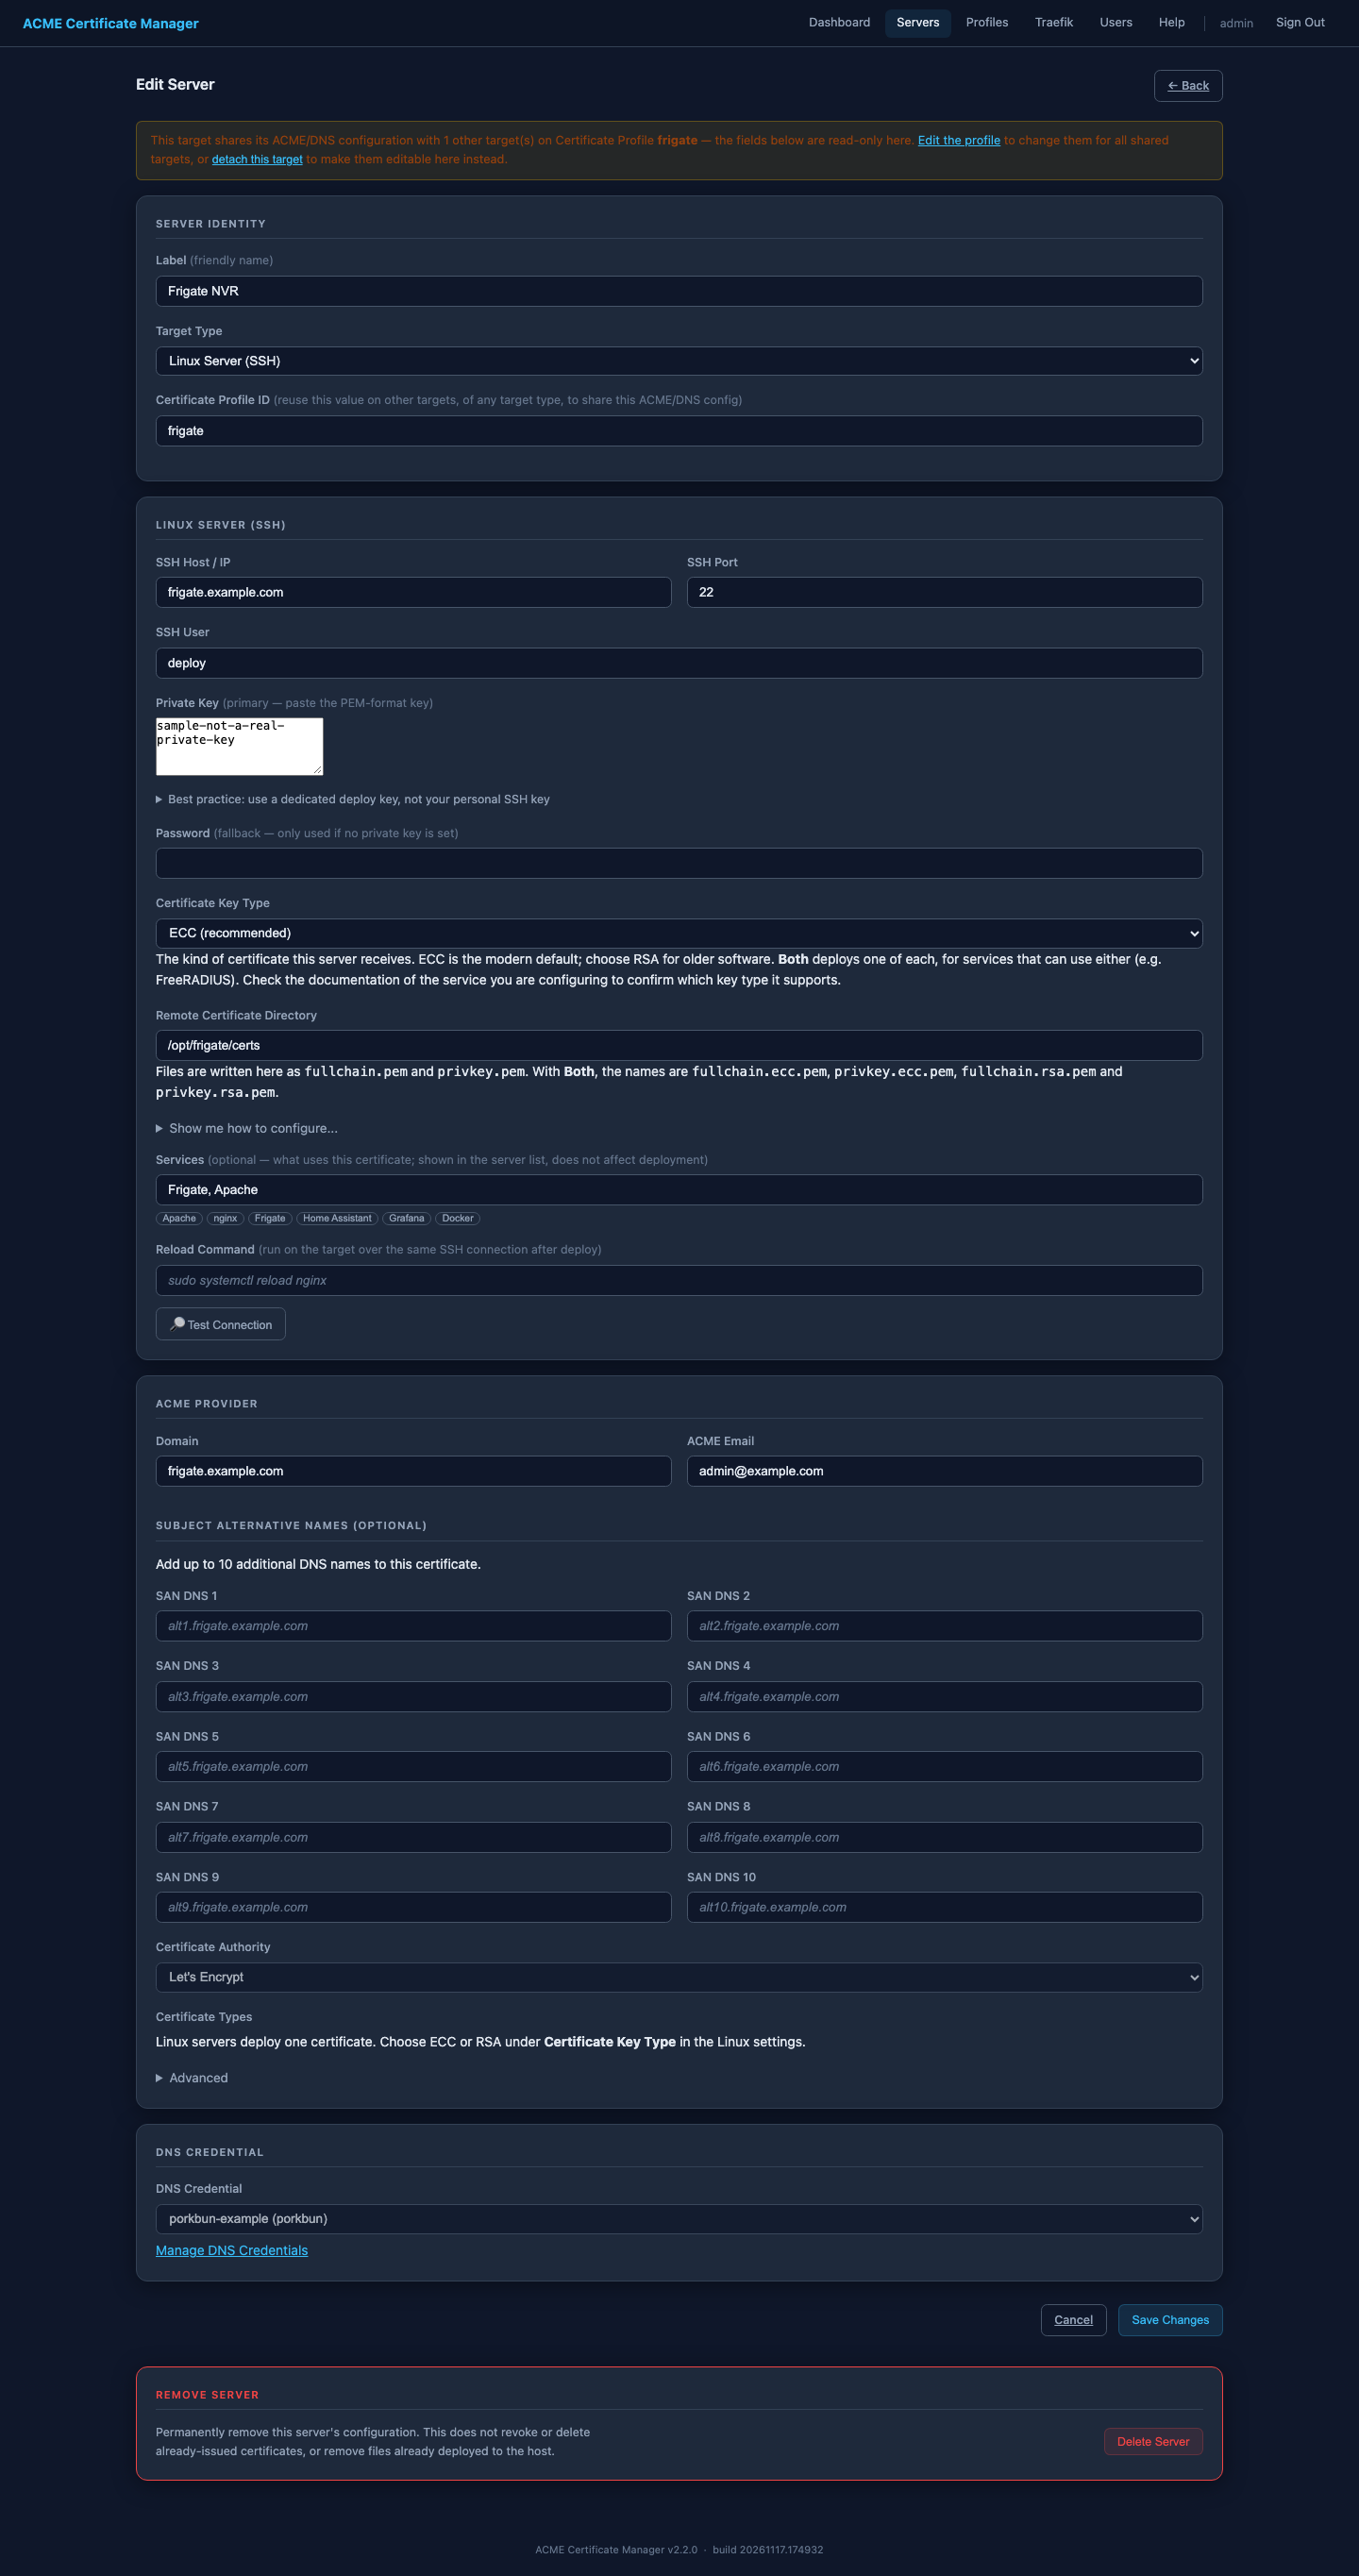 ACME Certificate Manager
Dashboard Servers Profiles Traefik Users Help admin Sign Out
Edit Server
← Back
This target shares its ACME/DNS configuration with 1 other target(s) on Certificate Profile frigate — the fields below are read-only here. Edit the profile to change them for all shared
targets, or detach this target to make them editable here instead.
SERVER IDENTITY
Label (friendly name)
Frigate NVR
Target Type
Linux Server (SSH)
Certificate Profile ID (reuse this value on other targets, of any target type, to share this ACME/DNS config)
frigate
LINUX SERVER (SSH)
SSH Host / IP SSH Port
frigate.example.com 22
SSH User
deploy
Private Key (primary — paste the PEM-format key)
sample-not-a-real-
private-key
Best practice: use a dedicated deploy key, not your personal SSH key
Password (fallback — only used if no private key is set)
Certificate Key Type
ECC (recommended)
The kind of certificate this server receives. ECC is the modern default; choose RSA for older software. Both deploys one of each, for services that can use either (e.g.
FreeRADIUS). Check the documentation of the service you are configuring to confirm which key type it supports.
Remote Certificate Directory
/opt/frigate/certs
Files are written here as fullchain.pem and privkey.pem. With Both, the names are fullchain.ecc.pem, privkey.ecc.pem, fullchain.rsa.pem and
privkey.rsa.pem.
Show me how to configure...
Services (optional — what uses this certificate; shown in the server list, does not affect deployment)
Frigate, Apache
Apache nginx Frigate Home Assistant Grafana Docker
Reload Command (run on the target over the same SSH connection after deploy)
sudo systemctl reload nginx
Test Connection
ACME PROVIDER
Domain ACME Email
frigate.example.com admin@example.com
SUBJECT ALTERNATIVE NAMES (OPTIONAL)
Add up to 10 additional DNS names to this certificate.
SAN DNS 1 SAN DNS 2
alt1.frigate.example.com alt2.frigate.example.com
SAN DNS 3 SAN DNS 4
alt3.frigate.example.com alt4.frigate.example.com
SAN DNS 5 SAN DNS 6
alt5.frigate.example.com alt6.frigate.example.com
SAN DNS 7 SAN DNS 8
alt7.frigate.example.com alt8.frigate.example.com
SAN DNS 9 SAN DNS 10
alt9.frigate.example.com alt10.frigate.example.com
Certificate Authority
Let's Encrypt
Certificate Types
Linux servers deploy one certificate. Choose ECC or RSA under Certificate Key Type in the Linux settings.
Advanced
DNS CREDENTIAL
DNS Credential
porkbun-example (porkbun)
Manage DNS Credentials
Cancel Save Changes
REMOVE SERVER
Permanently remove this server's configuration. This does not revoke or delete
already-issued certificates, or remove files already deployed to the host.
Delete Server
ACME Certificate Manager v2.2.0 · build 20261117.174932